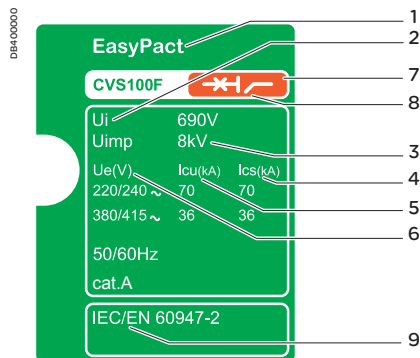 DB400000
EasyPact 1
2
CVS100F 7
8
Ui 690V
Uimp 8kV 3
Ue(V) Icu(kA) Ics(kA) 4
220/240 ~ 70 70 5
380/415 ~ 36 36 6
50/60Hz
cat.A
IEC/EN 60947-2
9